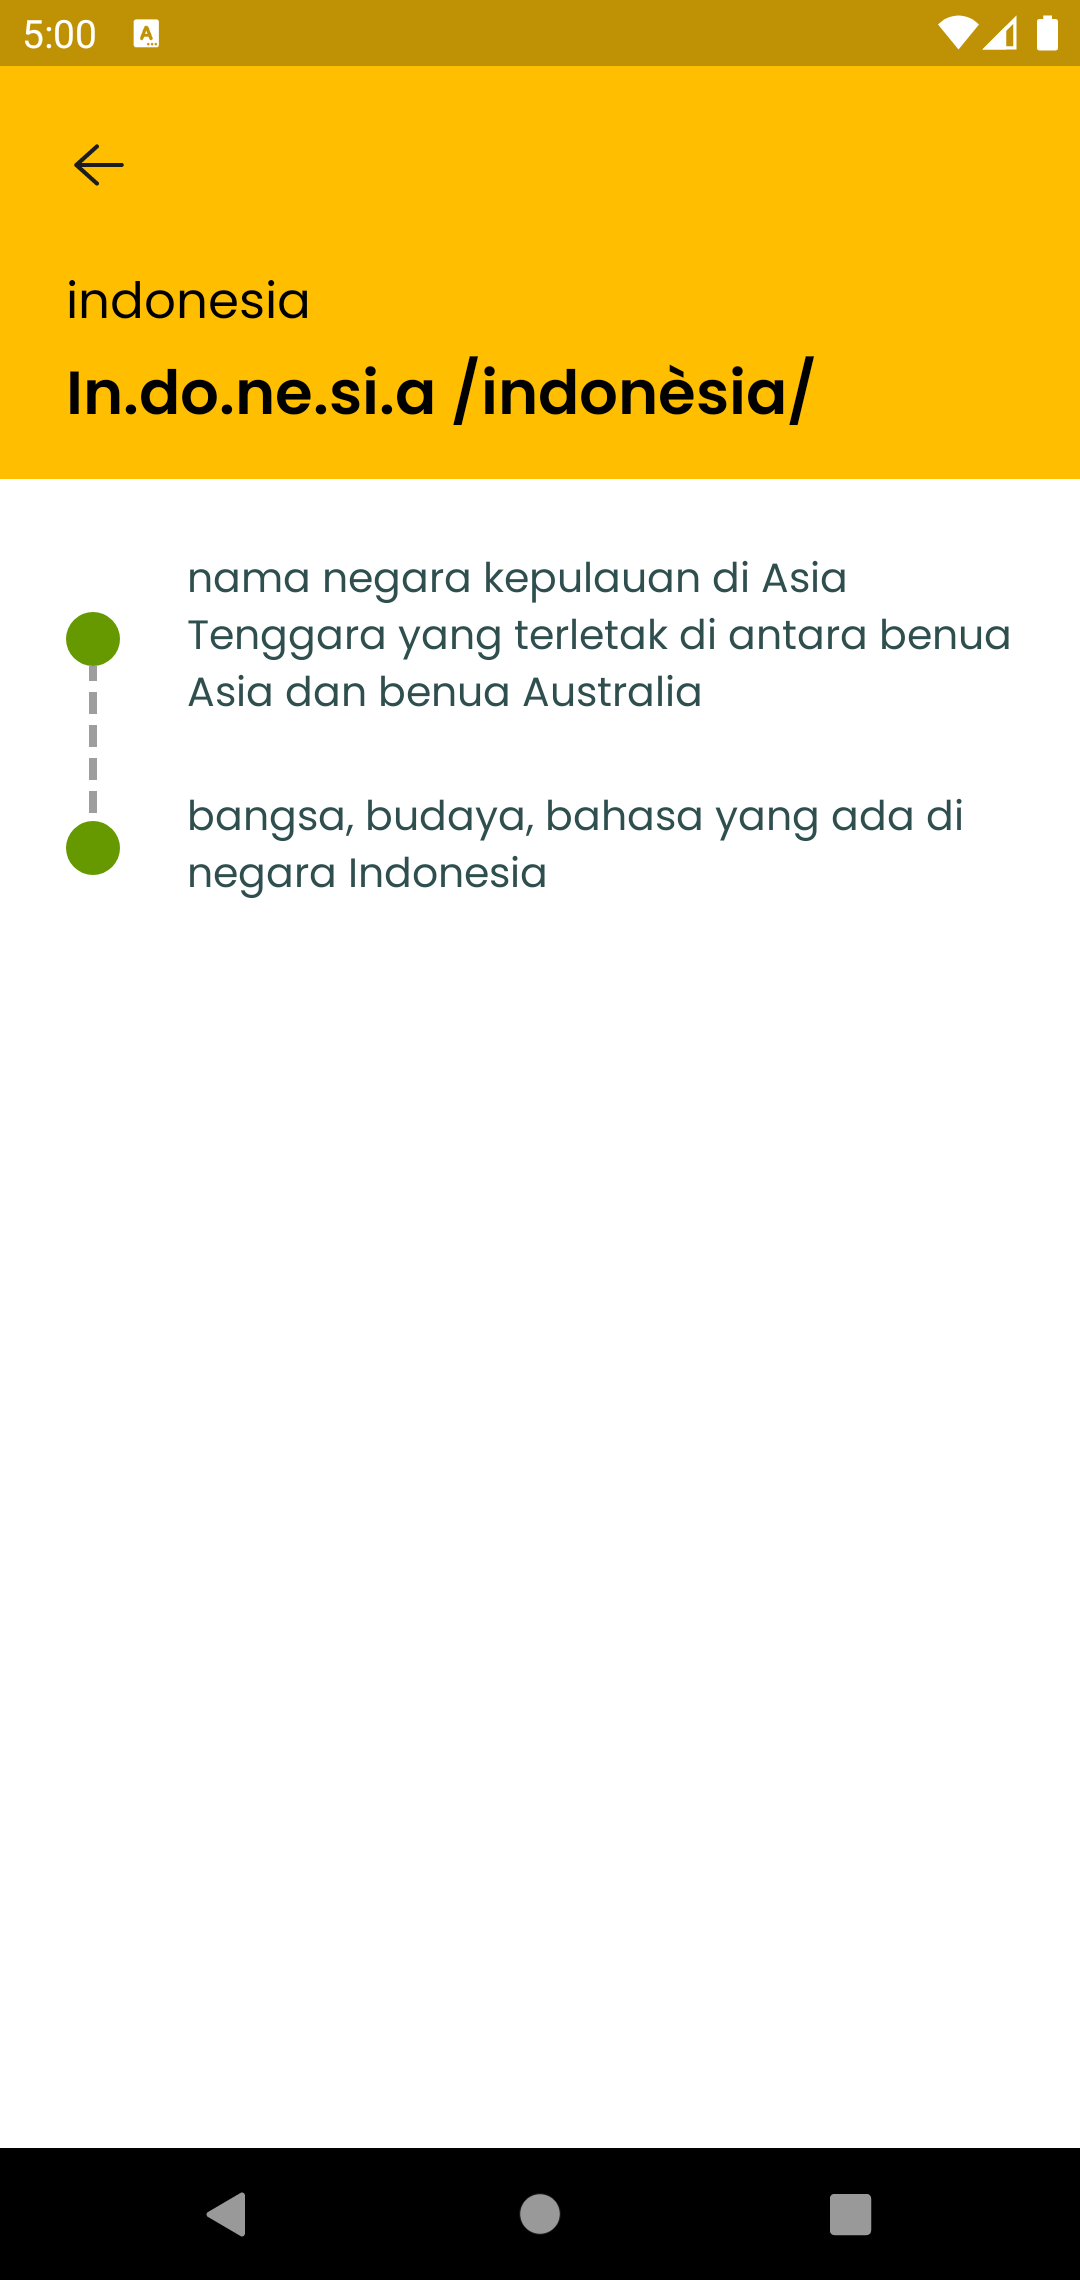 5:00
indonesia
In.do.ne.si.a /indonèsia/
nama negara kepulauan di Asia
Tenggara yang terletak di antara benua
Asia dan benua Australia
bangsa, budaya, bahasa yang ada di
negara Indonesia